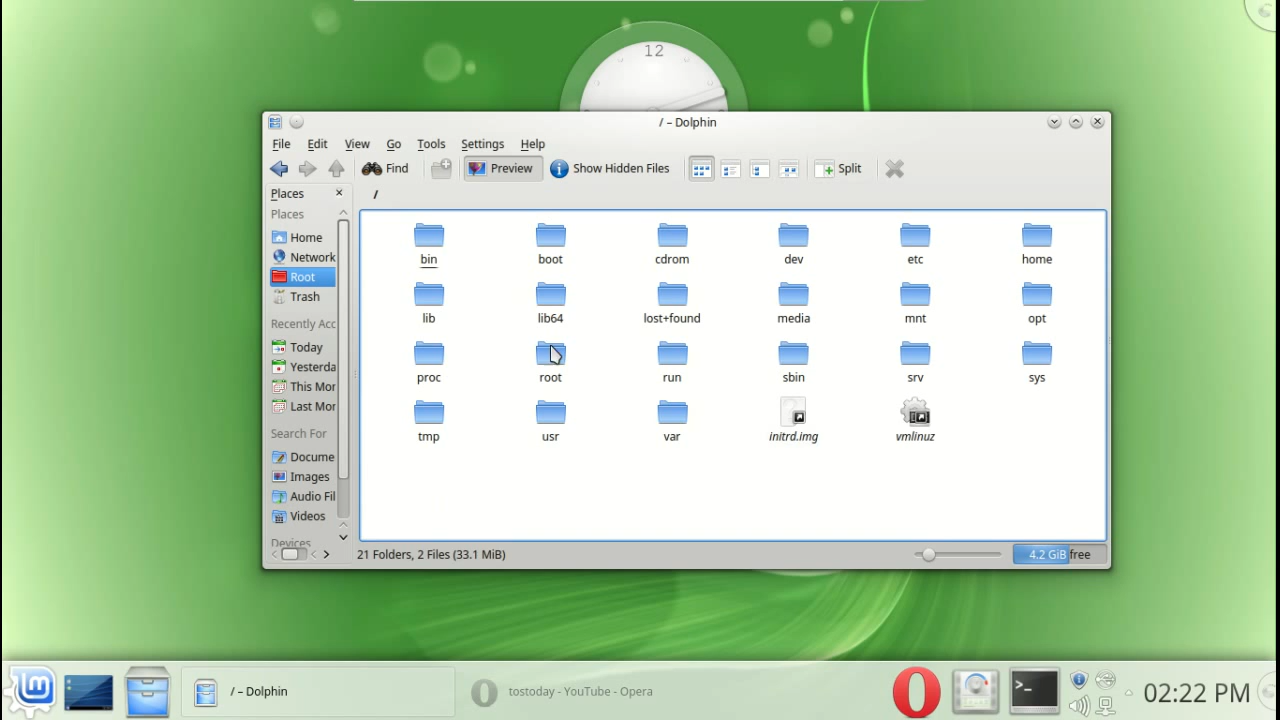 12
/ – Dolphin
File Edit View Go Tools Settings Help
Find Preview Show Hidden Files Split
Places
/
Places
Home
Network
Root
Trash
Recently Acc
Today
Yesterda
This Mor
Last Mor
Search For
Docume
Images
Audio Fil
Videos
Devices
bin boot cdrom dev etc home
lib lib64 lost+found media mnt opt
proc root run sbin srv sys
tmp usr var initrd.img vmlinuz
21 Folders, 2 Files (33.1 MiB)
4.2 GiB free
/ – Dolphin
tostoday - YouTube - Opera
>_
02:22 PM